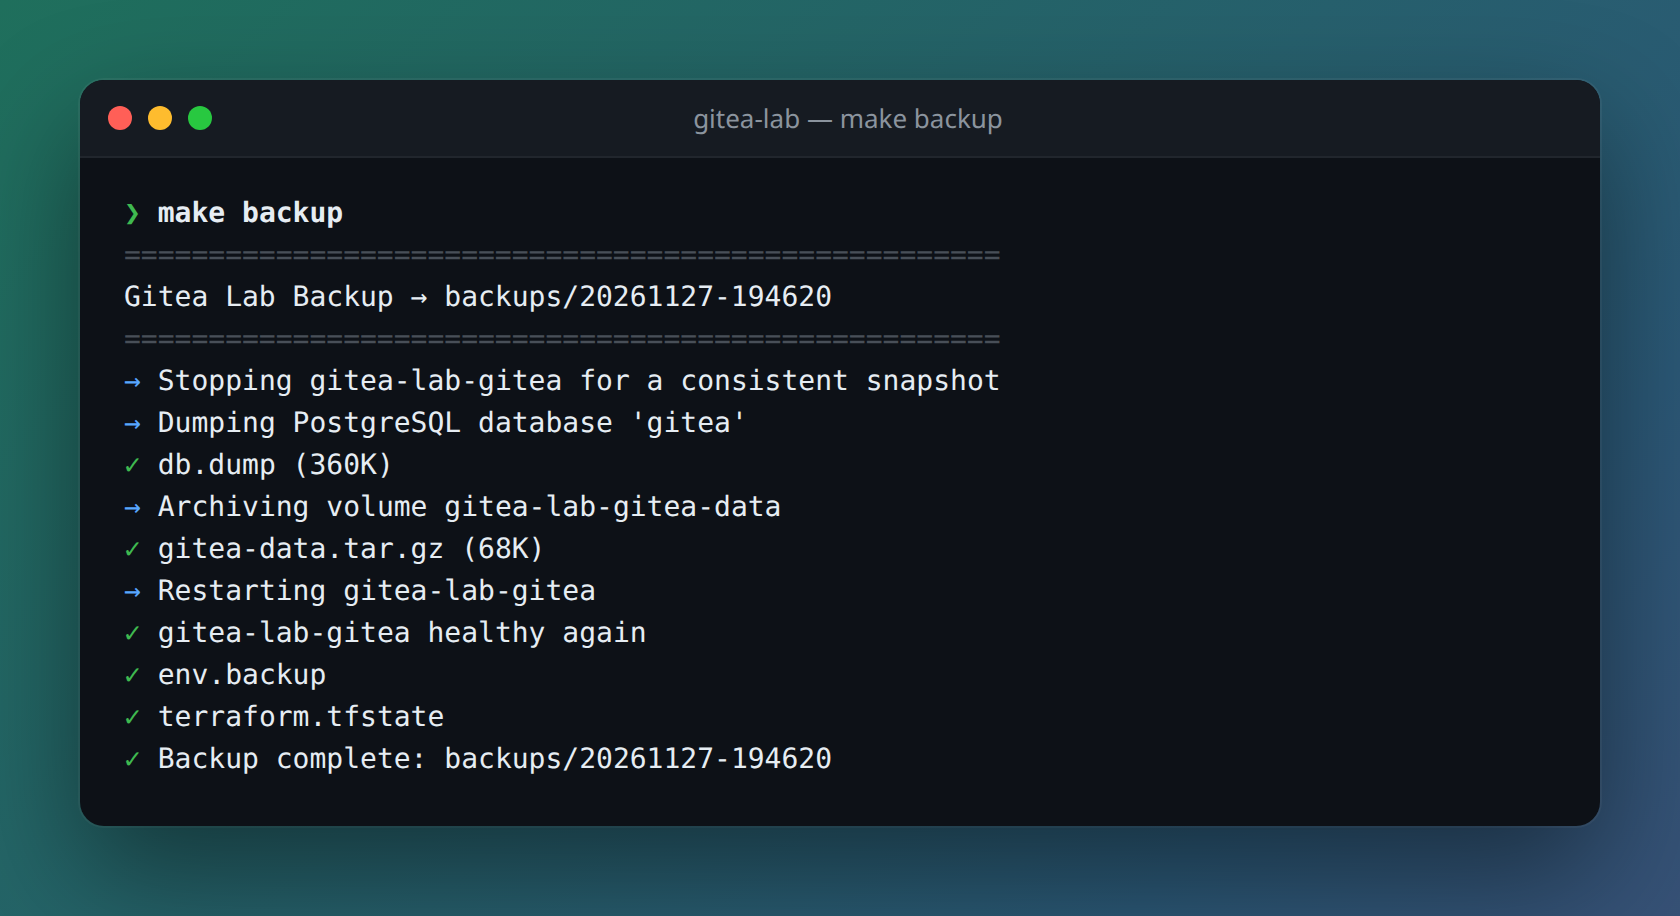 gitea-lab — make backup
❯ make backup
====================================================
Gitea Lab Backup → backups/20261127-194620
====================================================
→ Stopping gitea-lab-gitea for a consistent snapshot
→ Dumping PostgreSQL database 'gitea'
✓ db.dump (360K)
→ Archiving volume gitea-lab-gitea-data
✓ gitea-data.tar.gz (68K)
→ Restarting gitea-lab-gitea
✓ gitea-lab-gitea healthy again
✓ env.backup
✓ terraform.tfstate
✓ Backup complete: backups/20261127-194620